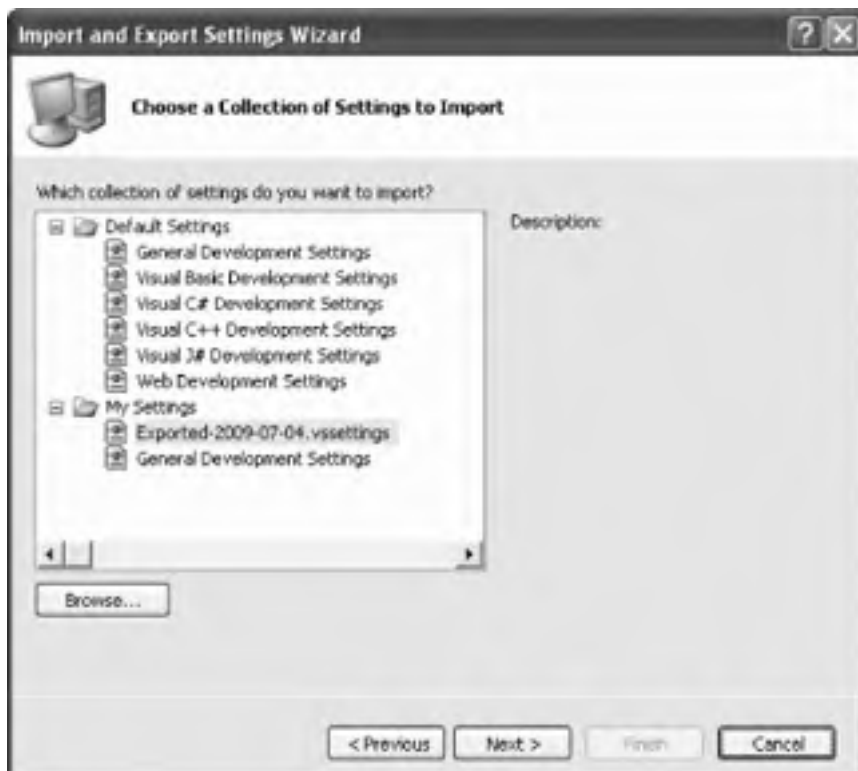 Import and Export Settings Wizard
Choose a Collection of Settings to Import
Which collection of settings do you want to import?
Description:
Default Settings
General Development Settings
Visual Basic Development Settings
Visual C# Development Settings
Visual C++ Development Settings
Visual J# Development Settings
Web Development Settings
My Settings
Exported-2009-07-04.vssettings
General Development Settings
Browse...
< Previous
Next >
Finish
Cancel